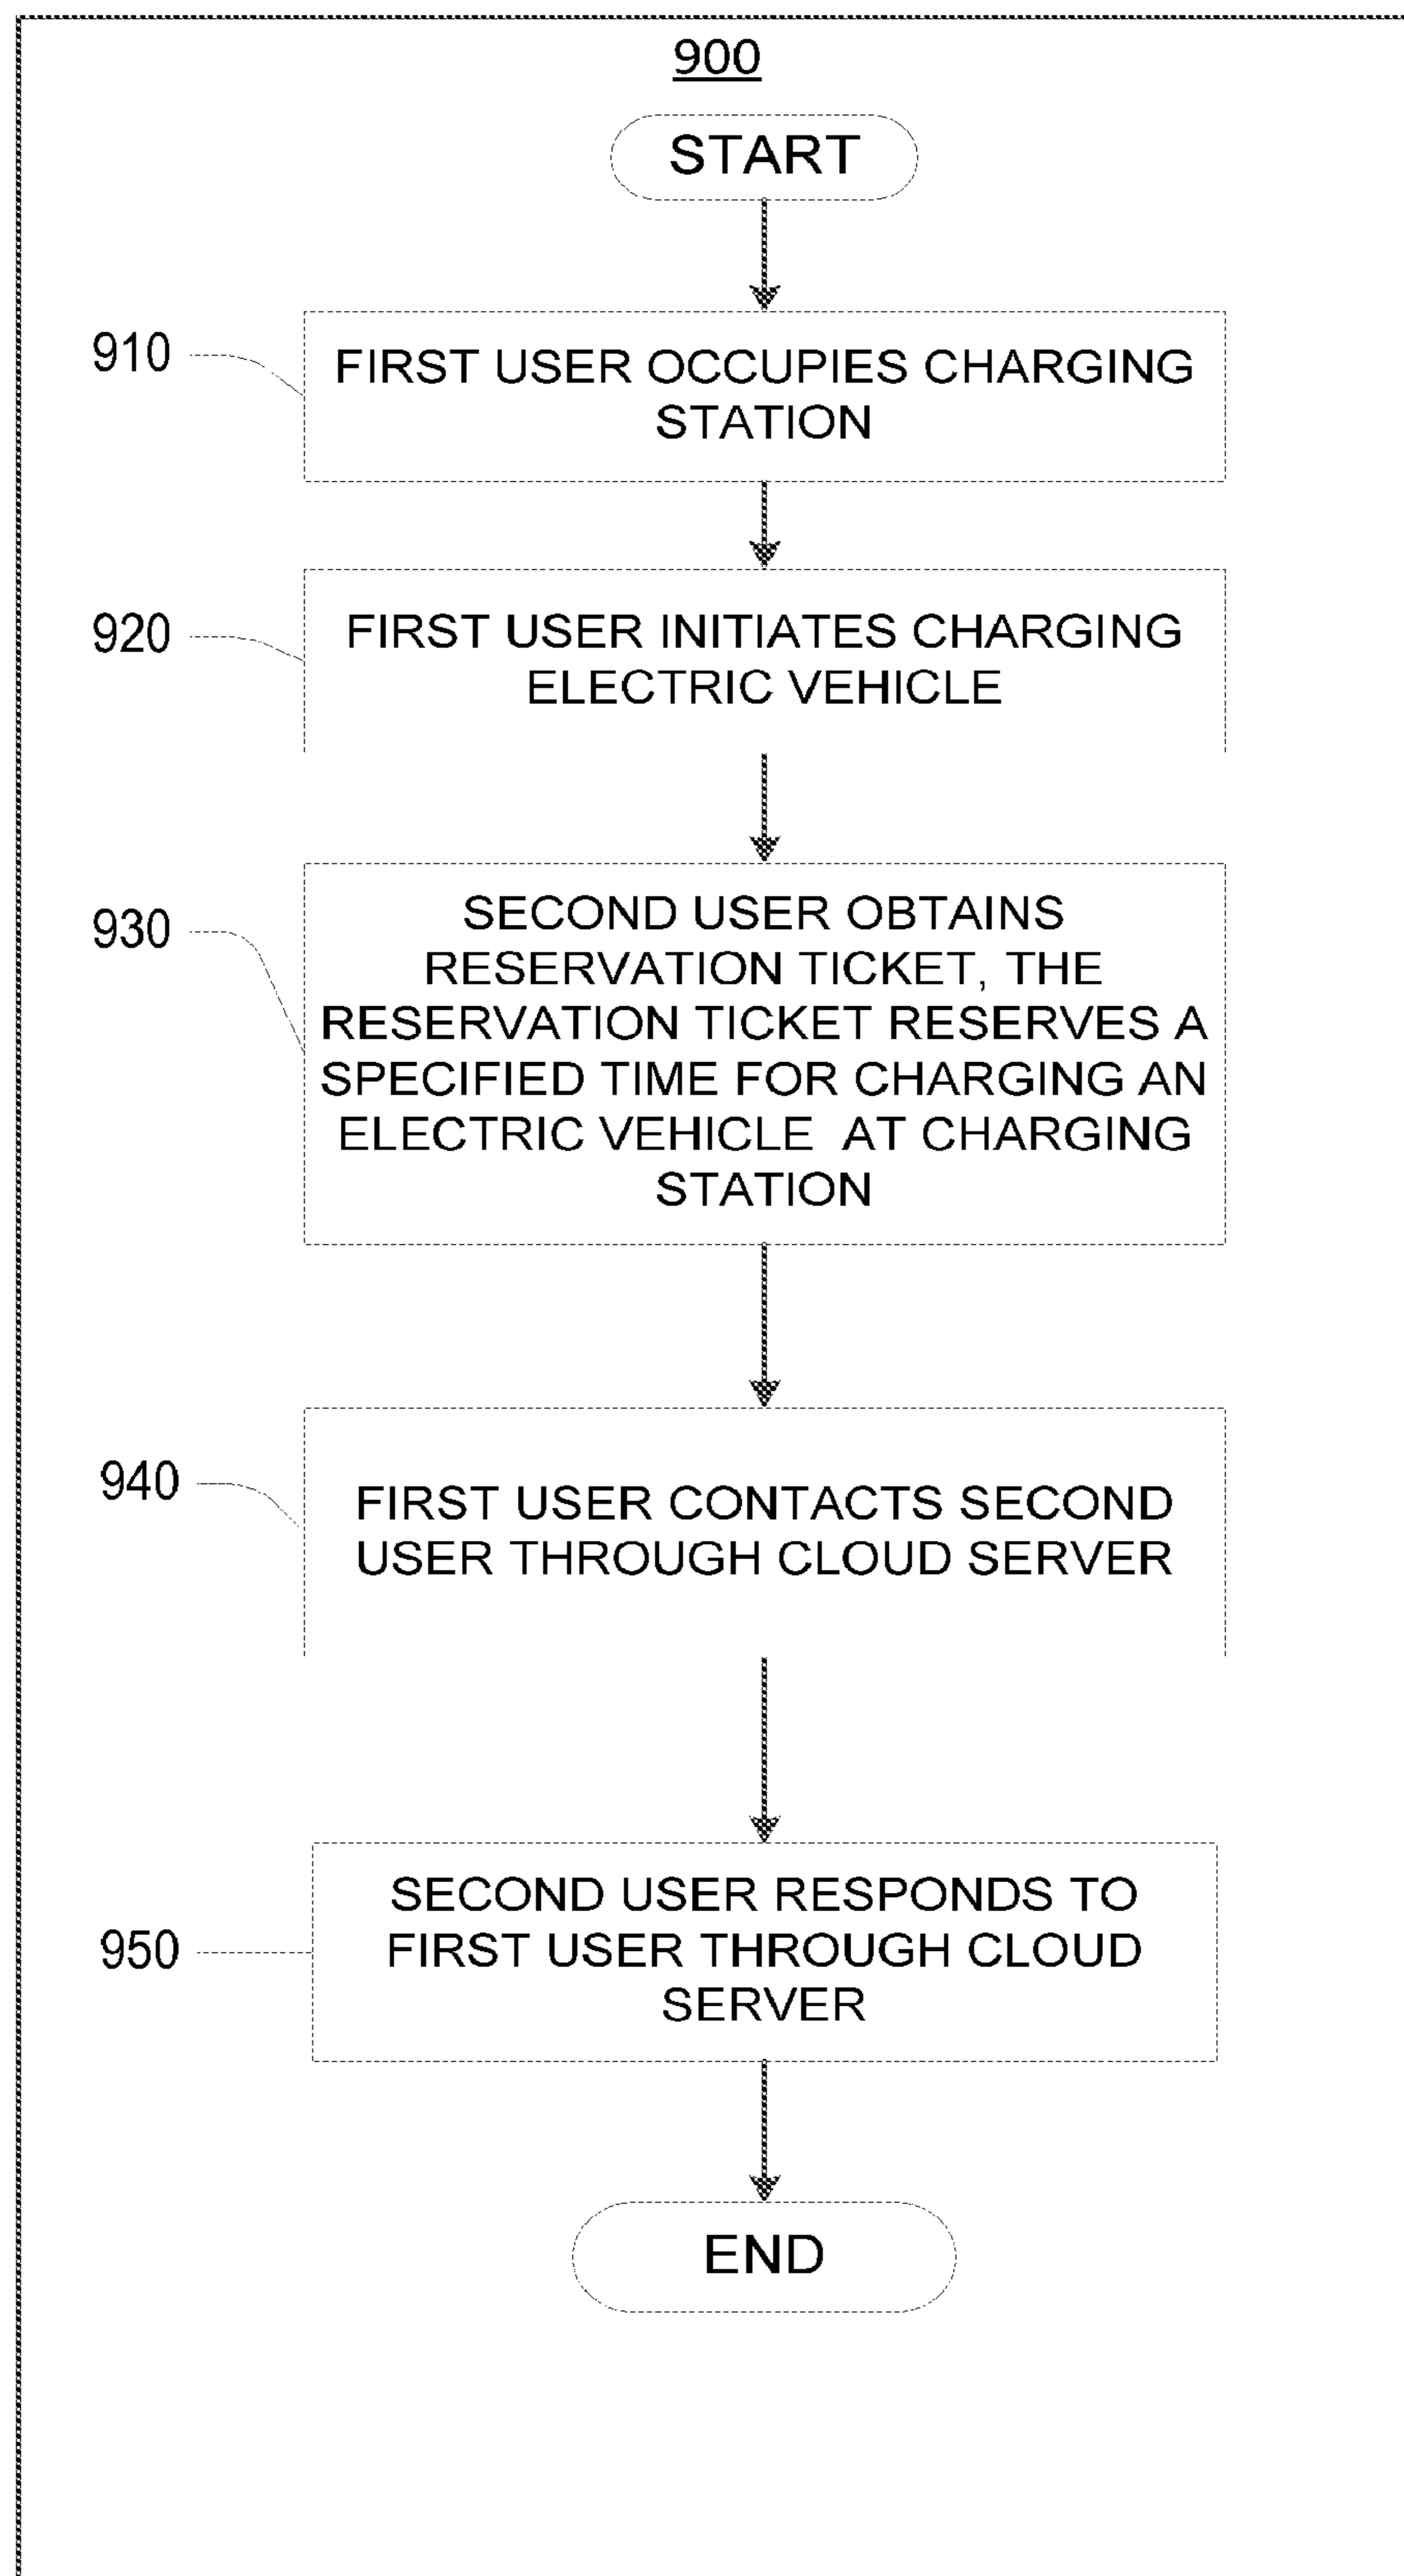 900
START
910
FIRST USER OCCUPIES CHARGING
STATION
920
FIRST USER INITIATES CHARGING
ELECTRIC VEHICLE
930
SECOND USER OBTAINS
RESERVATION TICKET, THE
RESERVATION TICKET RESERVES A
SPECIFIED TIME FOR CHARGING AN
ELECTRIC VEHICLE AT CHARGING
STATION
940
FIRST USER CONTACTS SECOND
USER THROUGH CLOUD SERVER
950
SECOND USER RESPONDS TO
FIRST USER THROUGH CLOUD
SERVER
END